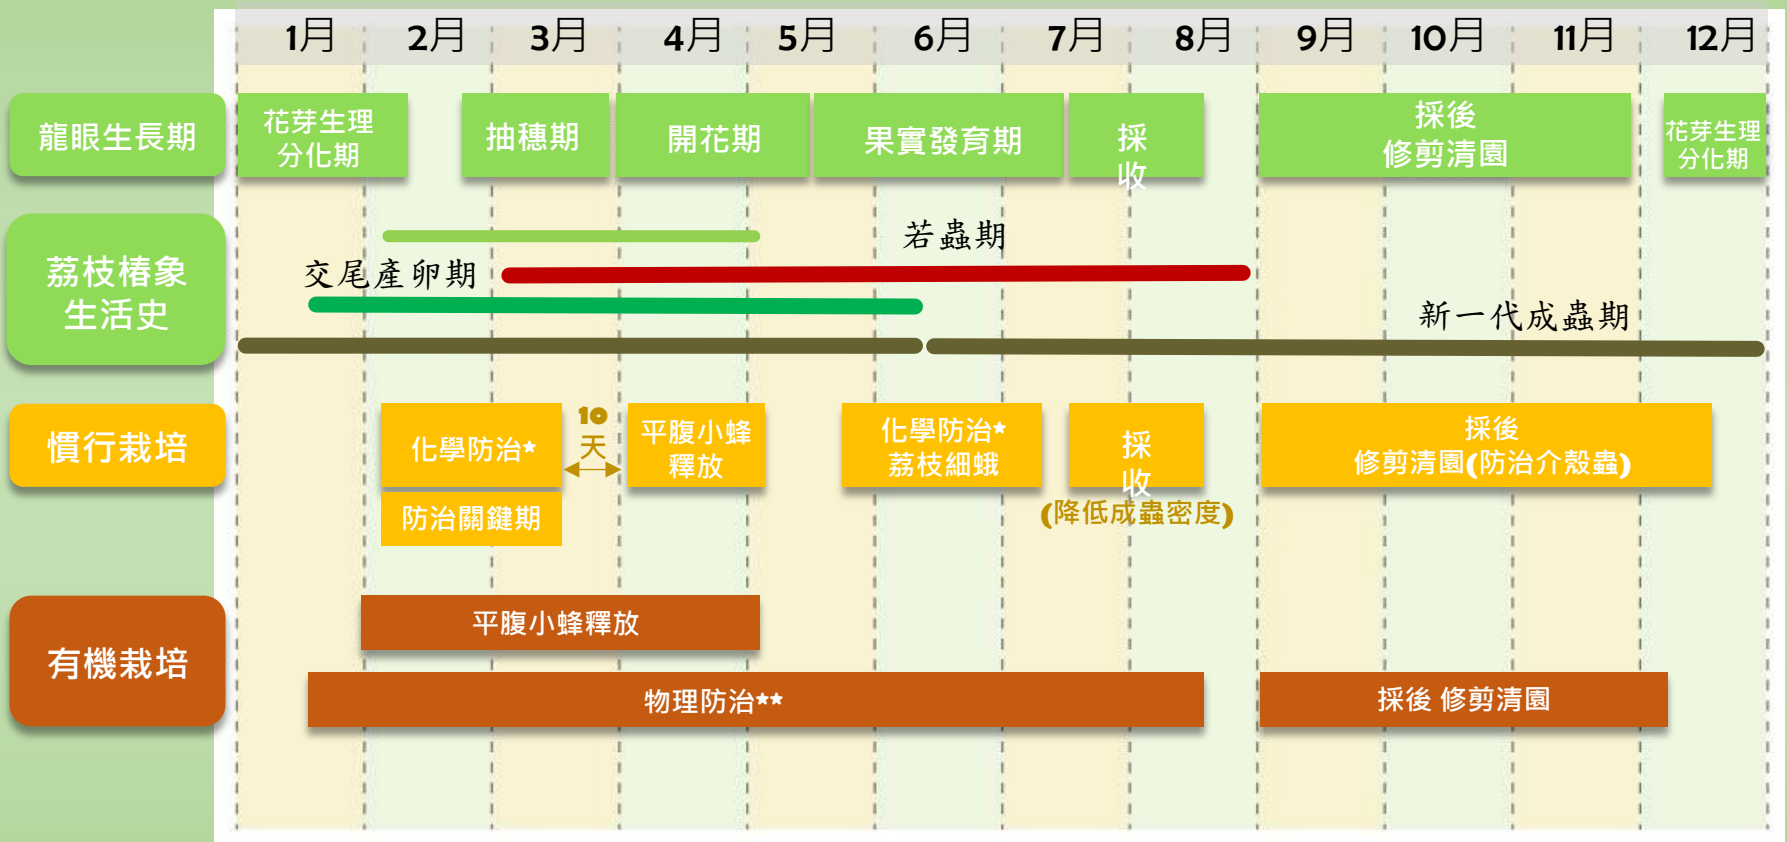 1月 2月 3月 4月 5月 6月 7月 8月 9月 10月 11月 12月
龍眼生長期
花芽生理
分化期
抽穗期
開花期
果實發育期
採
收
採後
修剪清園
花芽生理
分化期
荔枝椿象
生活史
若蟲期
交尾產卵期
新一代成蟲期
慣行栽培
化學防治*
防治關鍵期
10
天
平腹小蜂
釋放
化學防治*
荔枝細蛾
採
收
(降低成蟲密度)
採後
修剪清園(防治介殼蟲)
有機栽培
平腹小蜂釋放
物理防治**
採後 修剪清園